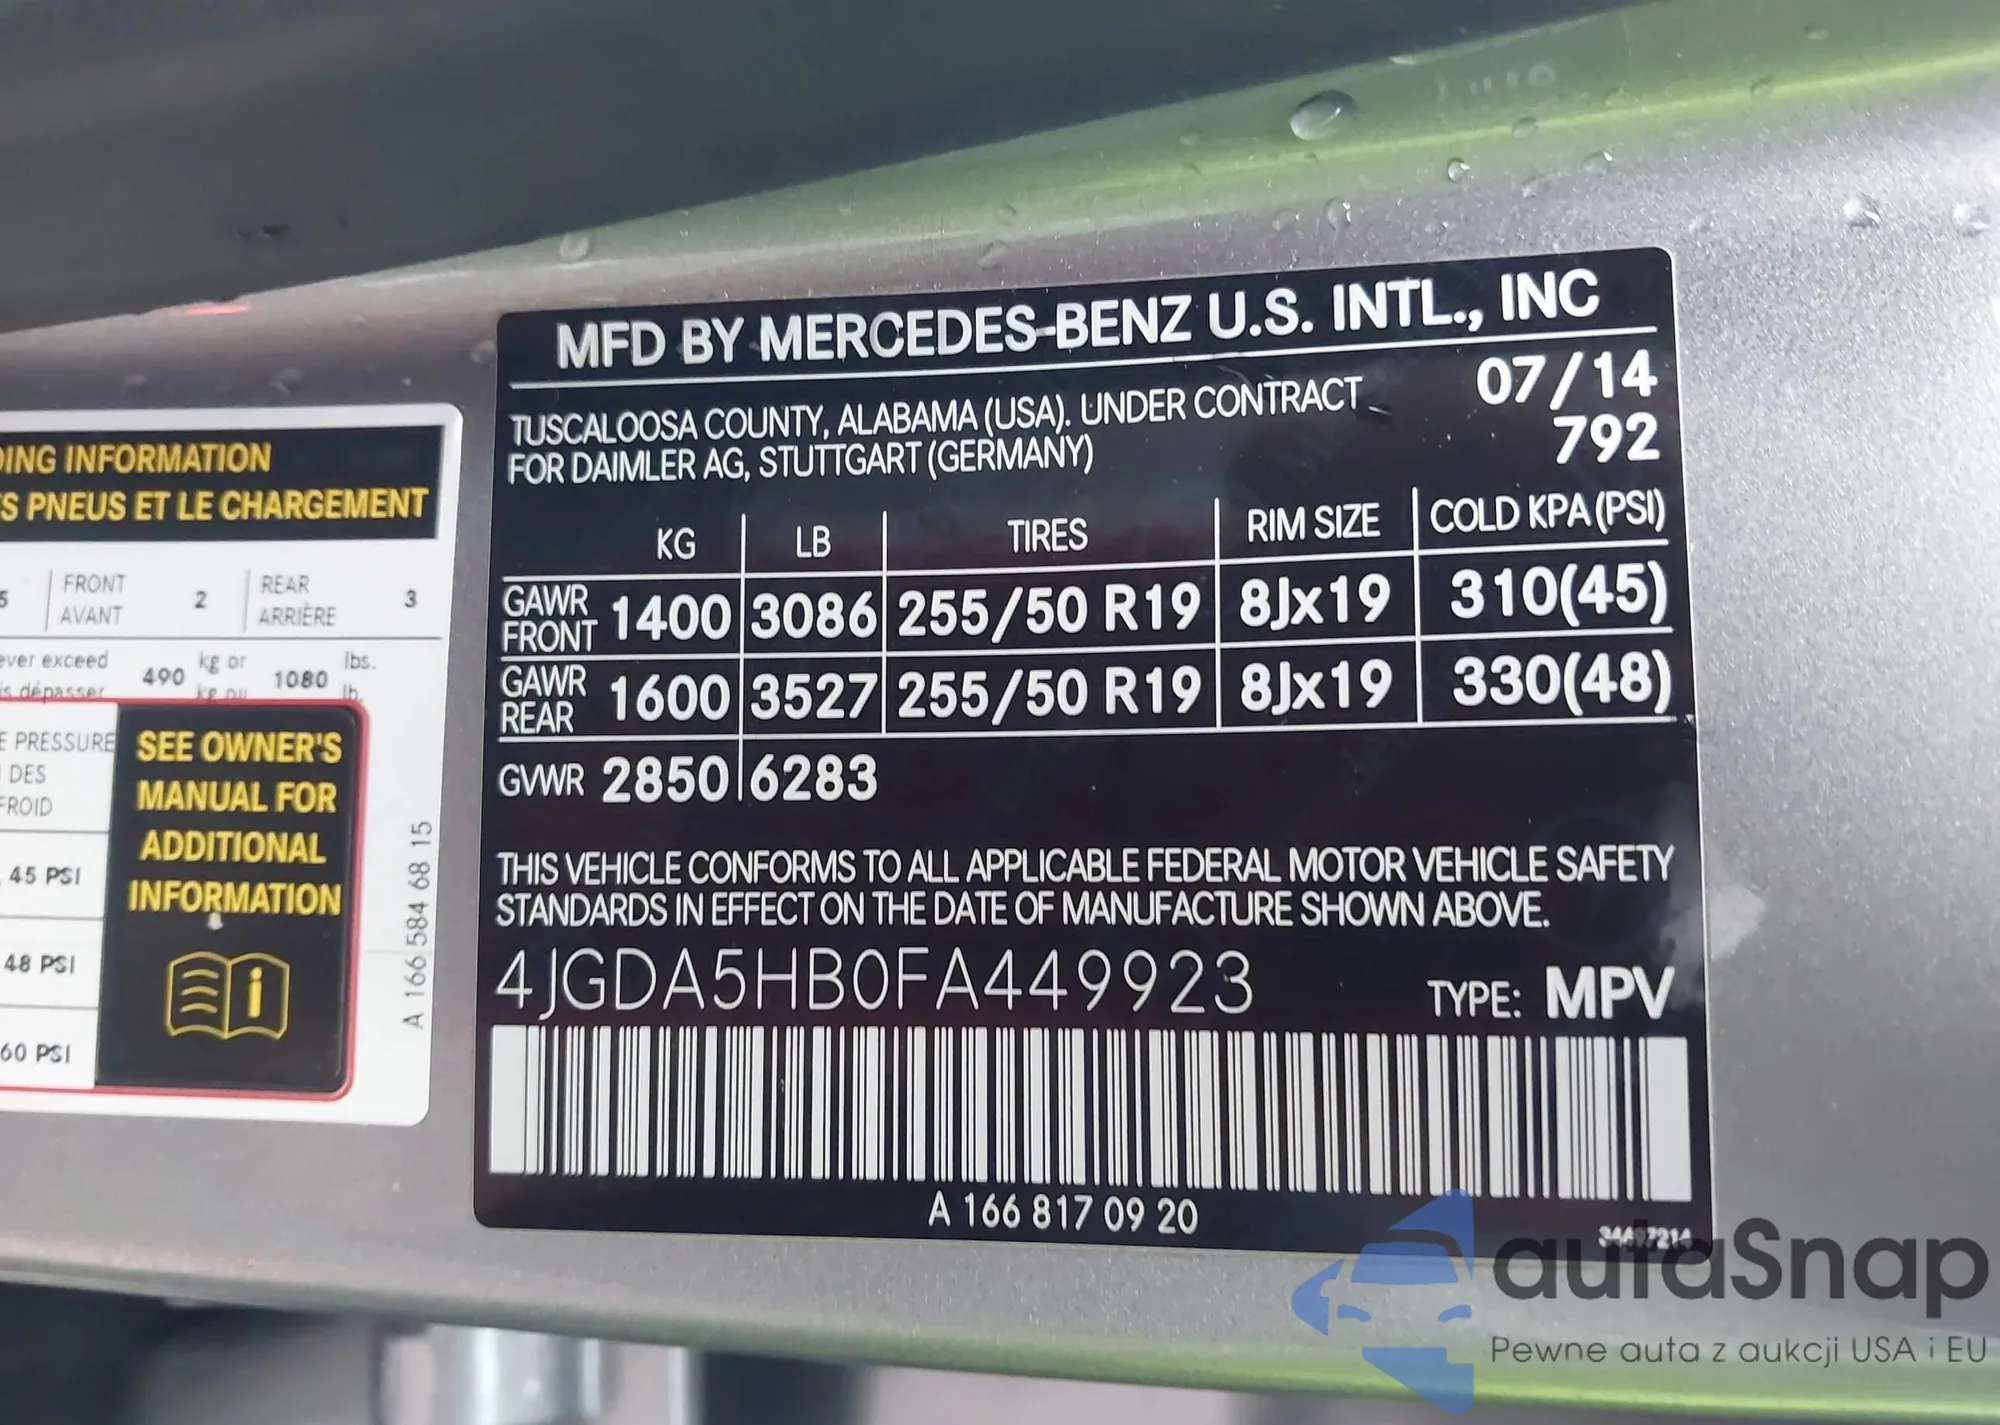 MFD BY MERCEDES-BENZ U.S. INTL., INC
TUSCALOOSA COUNTY, ALABAMA (USA). UNDER CONTRACT
FOR DAIMLER AG, STUTTGART (GERMANY)
07/14
792
KG LB TIRES RIM SIZE COLD KPA (PSI)
GAWR FRONT 1400 3086 255/50 R19 8Jx19 310(45)
GAWR REAR 1600 3527 255/50 R19 8Jx19 330(48)
GVWR 2850 6283
THIS VEHICLE CONFORMS TO ALL APPLICABLE FEDERAL MOTOR VEHICLE SAFETY
STANDARDS IN EFFECT ON THE DATE OF MANUFACTURE SHOWN ABOVE.
4JGDA5HB0FA449923 TYPE: MPV
A 166 817 09 20
34497214
INFORMATION
PNEUS ET LE CHARGEMENT
FRONT 2 REAR 3
AVANT ARRIÈRE
exceed 490 kg or 1080 lbs.
dépasser kg ou lb.
PRESSURE
DES
FROID
45 PSI
48 PSI
60 PSI
SEE OWNER'S
MANUAL FOR
ADDITIONAL
INFORMATION
A 166 584 68 15
autaSnap
Pewne auta z aukcji USA i EU